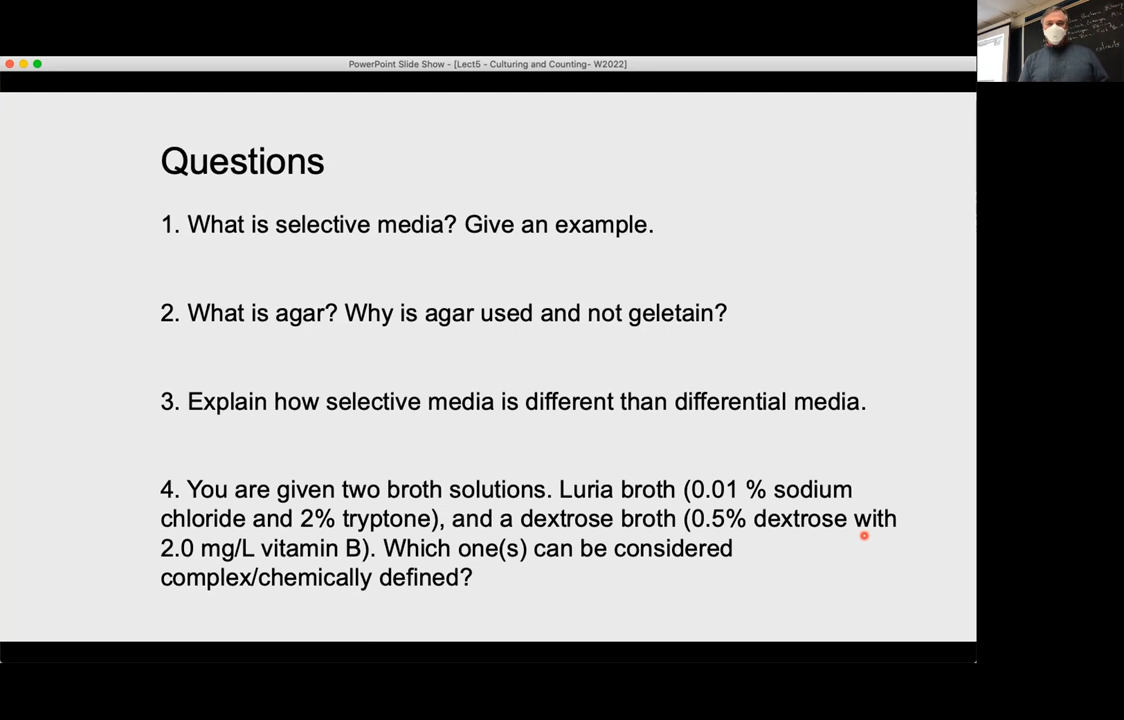 PowerPoint Slide Show - [Lect5 - Culturing and Counting- W2022]
Questions
1. What is selective media? Give an example.
2. What is agar? Why is agar used and not geletain?
3. Explain how selective media is different than differential media.
4. You are given two broth solutions. Luria broth (0.01 % sodium
chloride and 2% tryptone), and a dextrose broth (0.5% dextrose with
2.0 mg/L vitamin B). Which one(s) can be considered
complex/chemically defined?
extracts